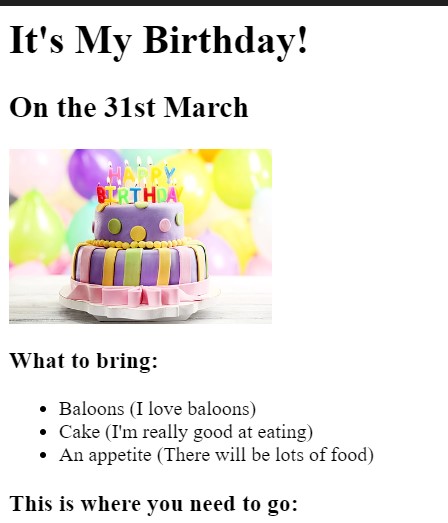 It's My Birthday!
On the 31st March
HAPPY
BIRTHDAY
What to bring:
Baloons (I love baloons)
Cake (I'm really good at eating)
An appetite (There will be lots of food)
This is where you need to go: